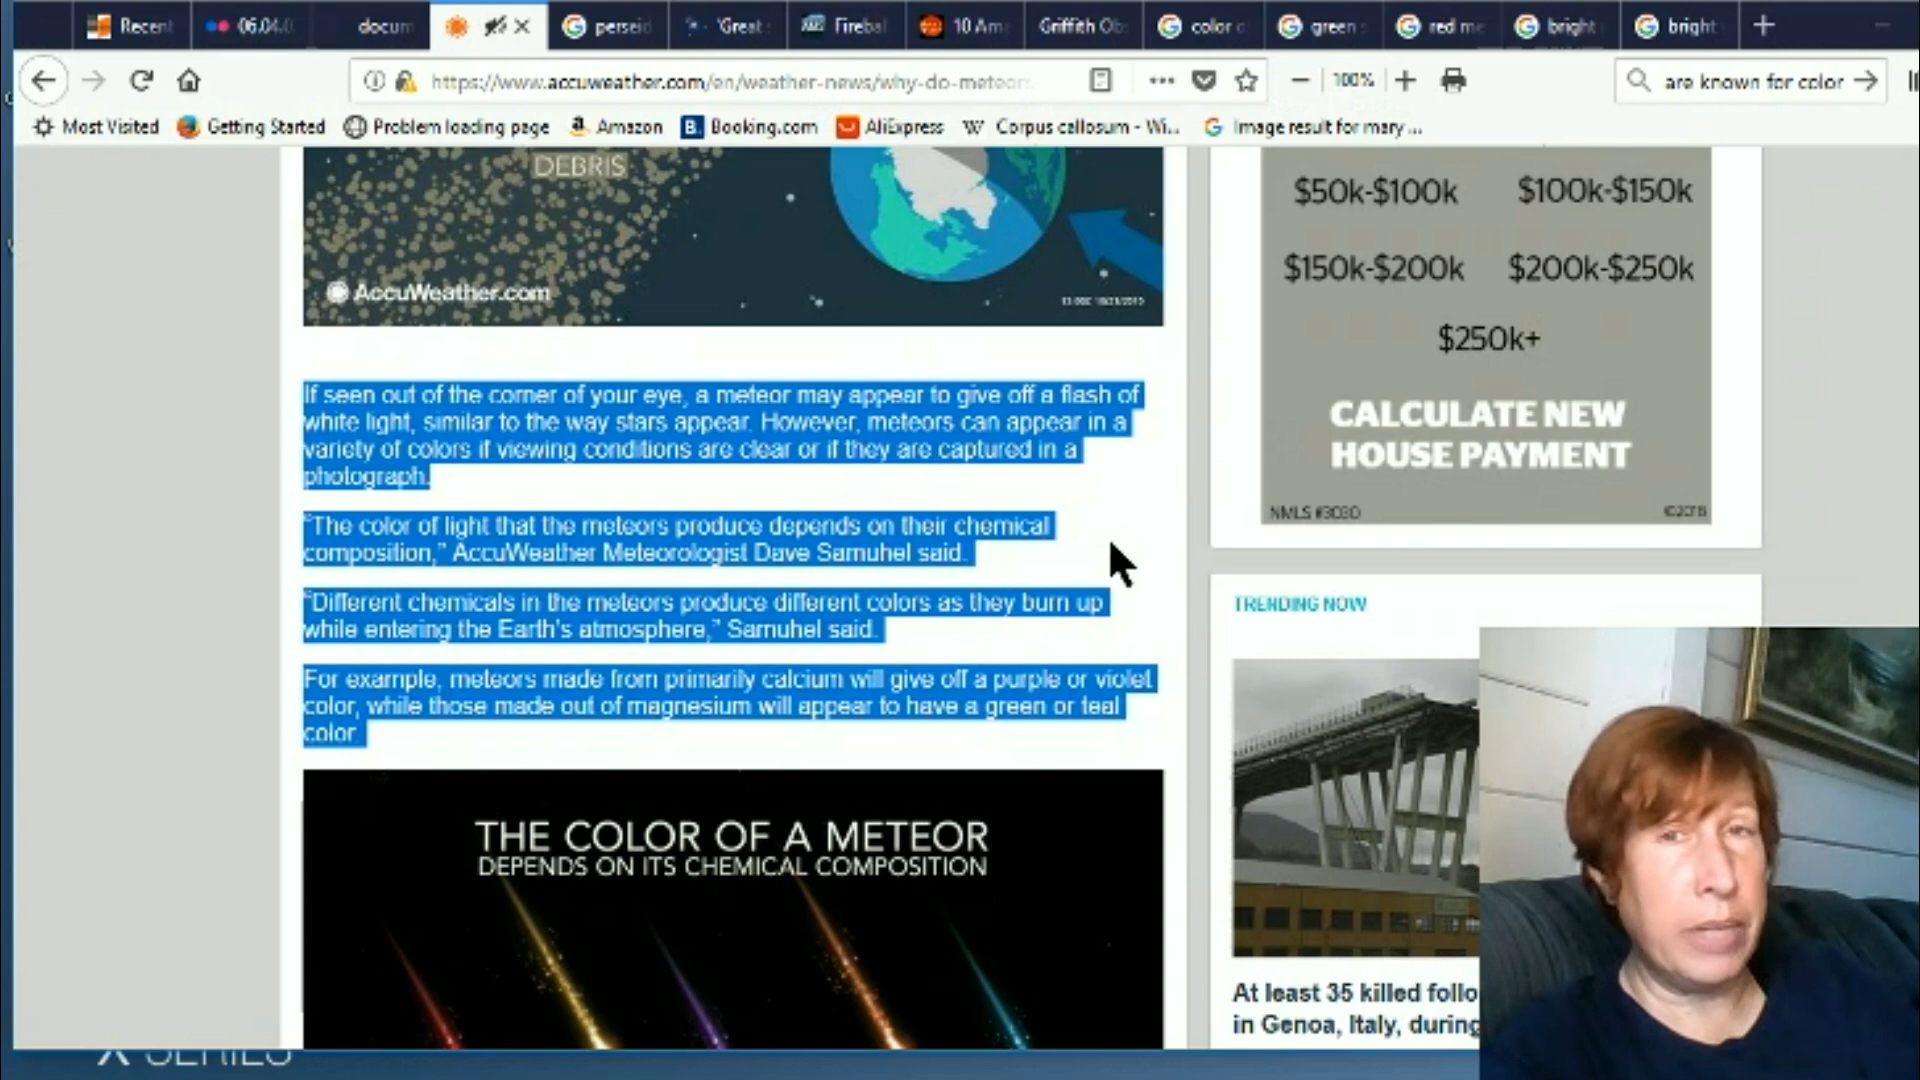 Recent
06.04.0
docum
perseid
'Great
Firebal
10 Ame
Griffith Ob
color o
green
red me
bright
bright
https://www.accuweather.com/en/weather-news/why-do-meteors
100%
are known for color
Most Visited
Getting Started
Problem loading page
Amazon
B.
Booking.com
AliExpress
W
Corpus callosum - Wi...
Image result for mary ...
DEBRIS
AccuWeather.com
If seen out of the corner of your eye, a meteor may appear to give off a flash of
white light, similar to the way stars appear. However, meteors can appear in a
variety of colors if viewing conditions are clear or if they are captured in a
photograph.
“The color of light that the meteors produce depends on their chemical
composition,” AccuWeather Meteorologist Dave Samuhel said.
“Different chemicals in the meteors produce different colors as they burn up
while entering the Earth's atmosphere,” Samuhel said.
For example, meteors made from primarily calcium will give off a purple or violet
color, while those made out of magnesium will appear to have a green or teal
color.
THE COLOR OF A METEOR
DEPENDS ON ITS CHEMICAL COMPOSITION
$50k-$100k
$100k-$150k
$150k-$200k
$200k-$250k
$250k+
CALCULATE NEW
HOUSE PAYMENT
NMLS #3030
©2018
TRENDING NOW
At least 35 killed follo
in Genoa, Italy, during
X SERIES